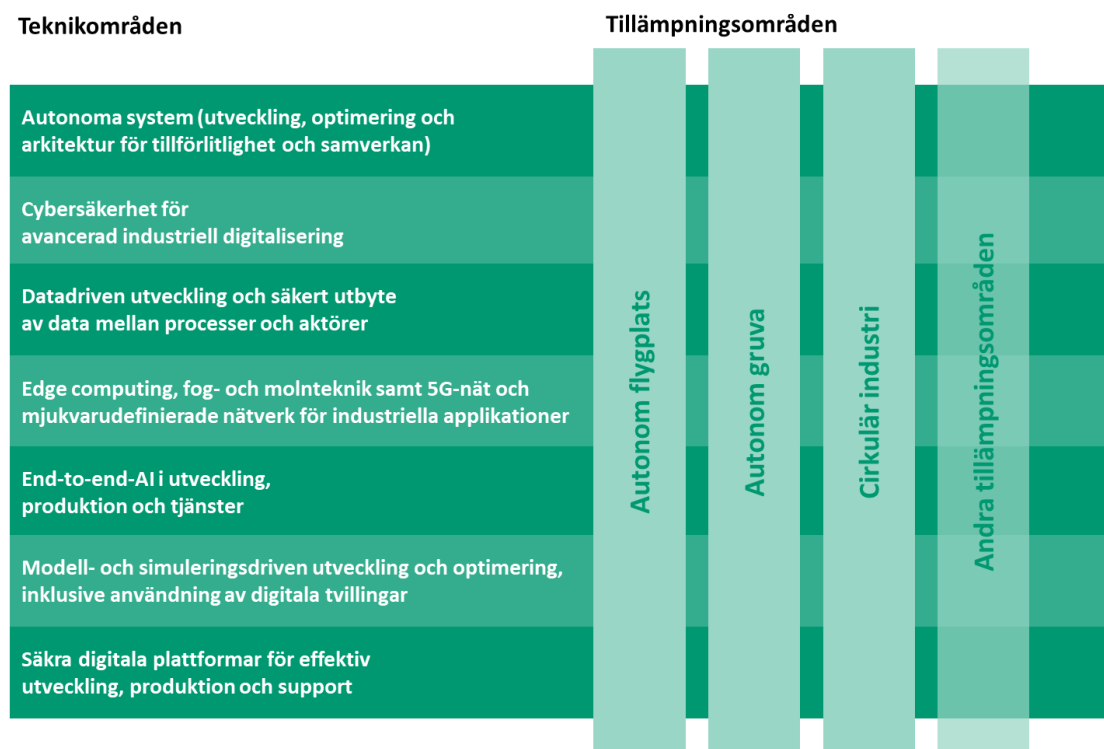 Teknikområden
Tillämpningsområden
Autonoma system (utveckling, optimering och
arkitektur för tillförlitlighet och samverkan)
Cybersäkerhet för
avancerad industriell digitalisering
Datadriven utveckling och säkert utbyte
av data mellan processer och aktörer
Edge computing, fog- och molnteknik samt 5G-nät och
mjukvarudefinierade nätverk för industriella applikationer
End-to-end-AI i utveckling,
produktion och tjänster
Modell- och simuleringsdriven utveckling och optimering,
inklusive användning av digitala tvillingar
Säkra digitala plattformar för effektiv
utveckling, produktion och support
Autonom flygplats
Autonom gruva
Cirkulär industri
Andra tillämpningsområden